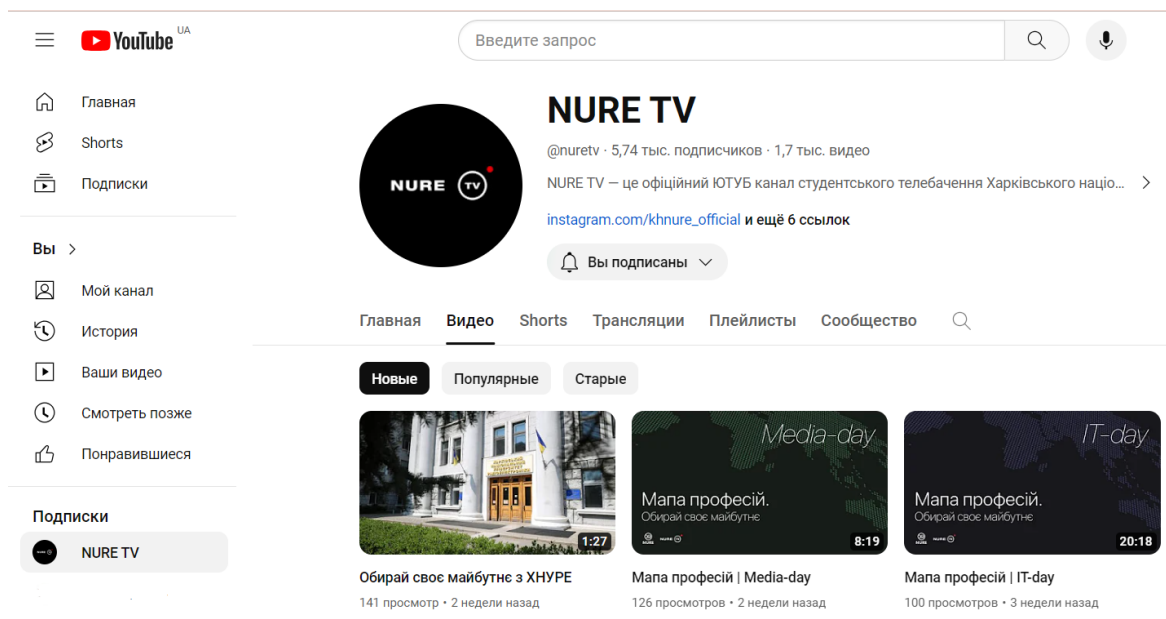 YouTube UA
Введите запрос
Главная
Shorts
Подписки
Вы
Мой канал
История
Ваши видео
Смотреть позже
Понравившиеся
Подписки
NURE TV
NURE TV
NURE TV
@nuretv · 5,74 тыс. подписчиков · 1,7 тыс. видео
NURE TV — це офіційний ЮТУБ канал студентського телебачення Харківського націо...
instagram.com/khnure_official и ещё 6 ссылок
Вы подписаны
Главная Видео Shorts Трансляции Плейлисты Сообщество
Новые Популярные Старые
1:27
Обирай своє майбутнє з ХНУРЕ
141 просмотр • 2 недели назад
Media-day
Мапа професій.
Обирай своє майбутнє
8:19
Мапа професій | Media-day
126 просмотров • 2 недели назад
IT-day
Мапа професій.
Обирай своє майбутнє
20:18
Мапа професій | IT-day
100 просмотров • 3 недели назад